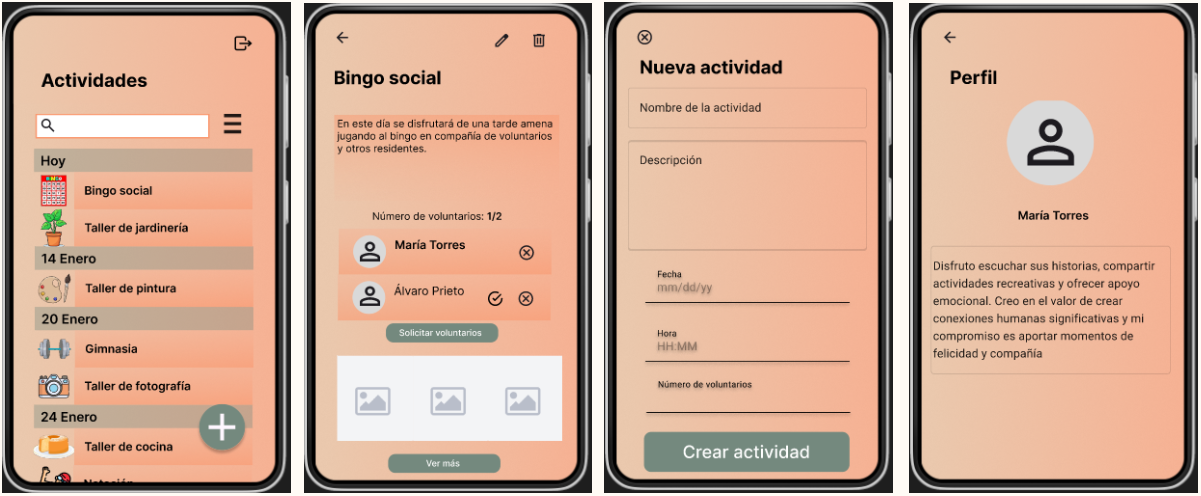 Actividades
Hoy
BINGO
Bingo social
Taller de jardinería
14 Enero
Taller de pintura
20 Enero
Gimnasia
Taller de fotografía
24 Enero
Taller de cocina
Natación
Bingo social
En este día se disfrutará de una tarde amena
jugando al bingo en compañía de voluntarios
y otros residentes.
Número de voluntarios: 1/2
María Torres
Álvaro Prieto
Solicitar voluntarios
Ver más
Nueva actividad
Nombre de la actividad
Descripción
Fecha
mm/dd/yy
Hora
HH:MM
Número de voluntarios
Crear actividad
Perfil
María Torres
Disfruto escuchar sus historias, compartir
actividades recreativas y ofrecer apoyo
emocional. Creo en el valor de crear
conexiones humanas significativas y mi
compromiso es aportar momentos de
felicidad y compañía